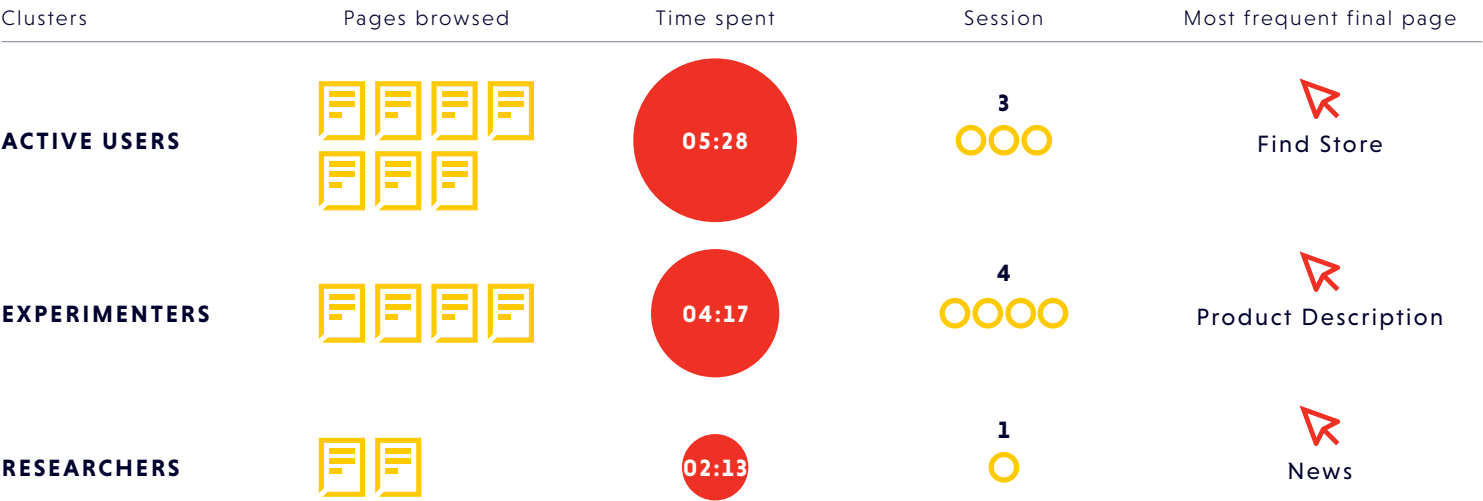 Clusters Pages browsed Time spent Session Most frequent final page
ACTIVE USERS 05:28 3 Find Store
EXPERIMENTERS 04:17 4 Product Description
RESEARCHERS 02:13 1 News